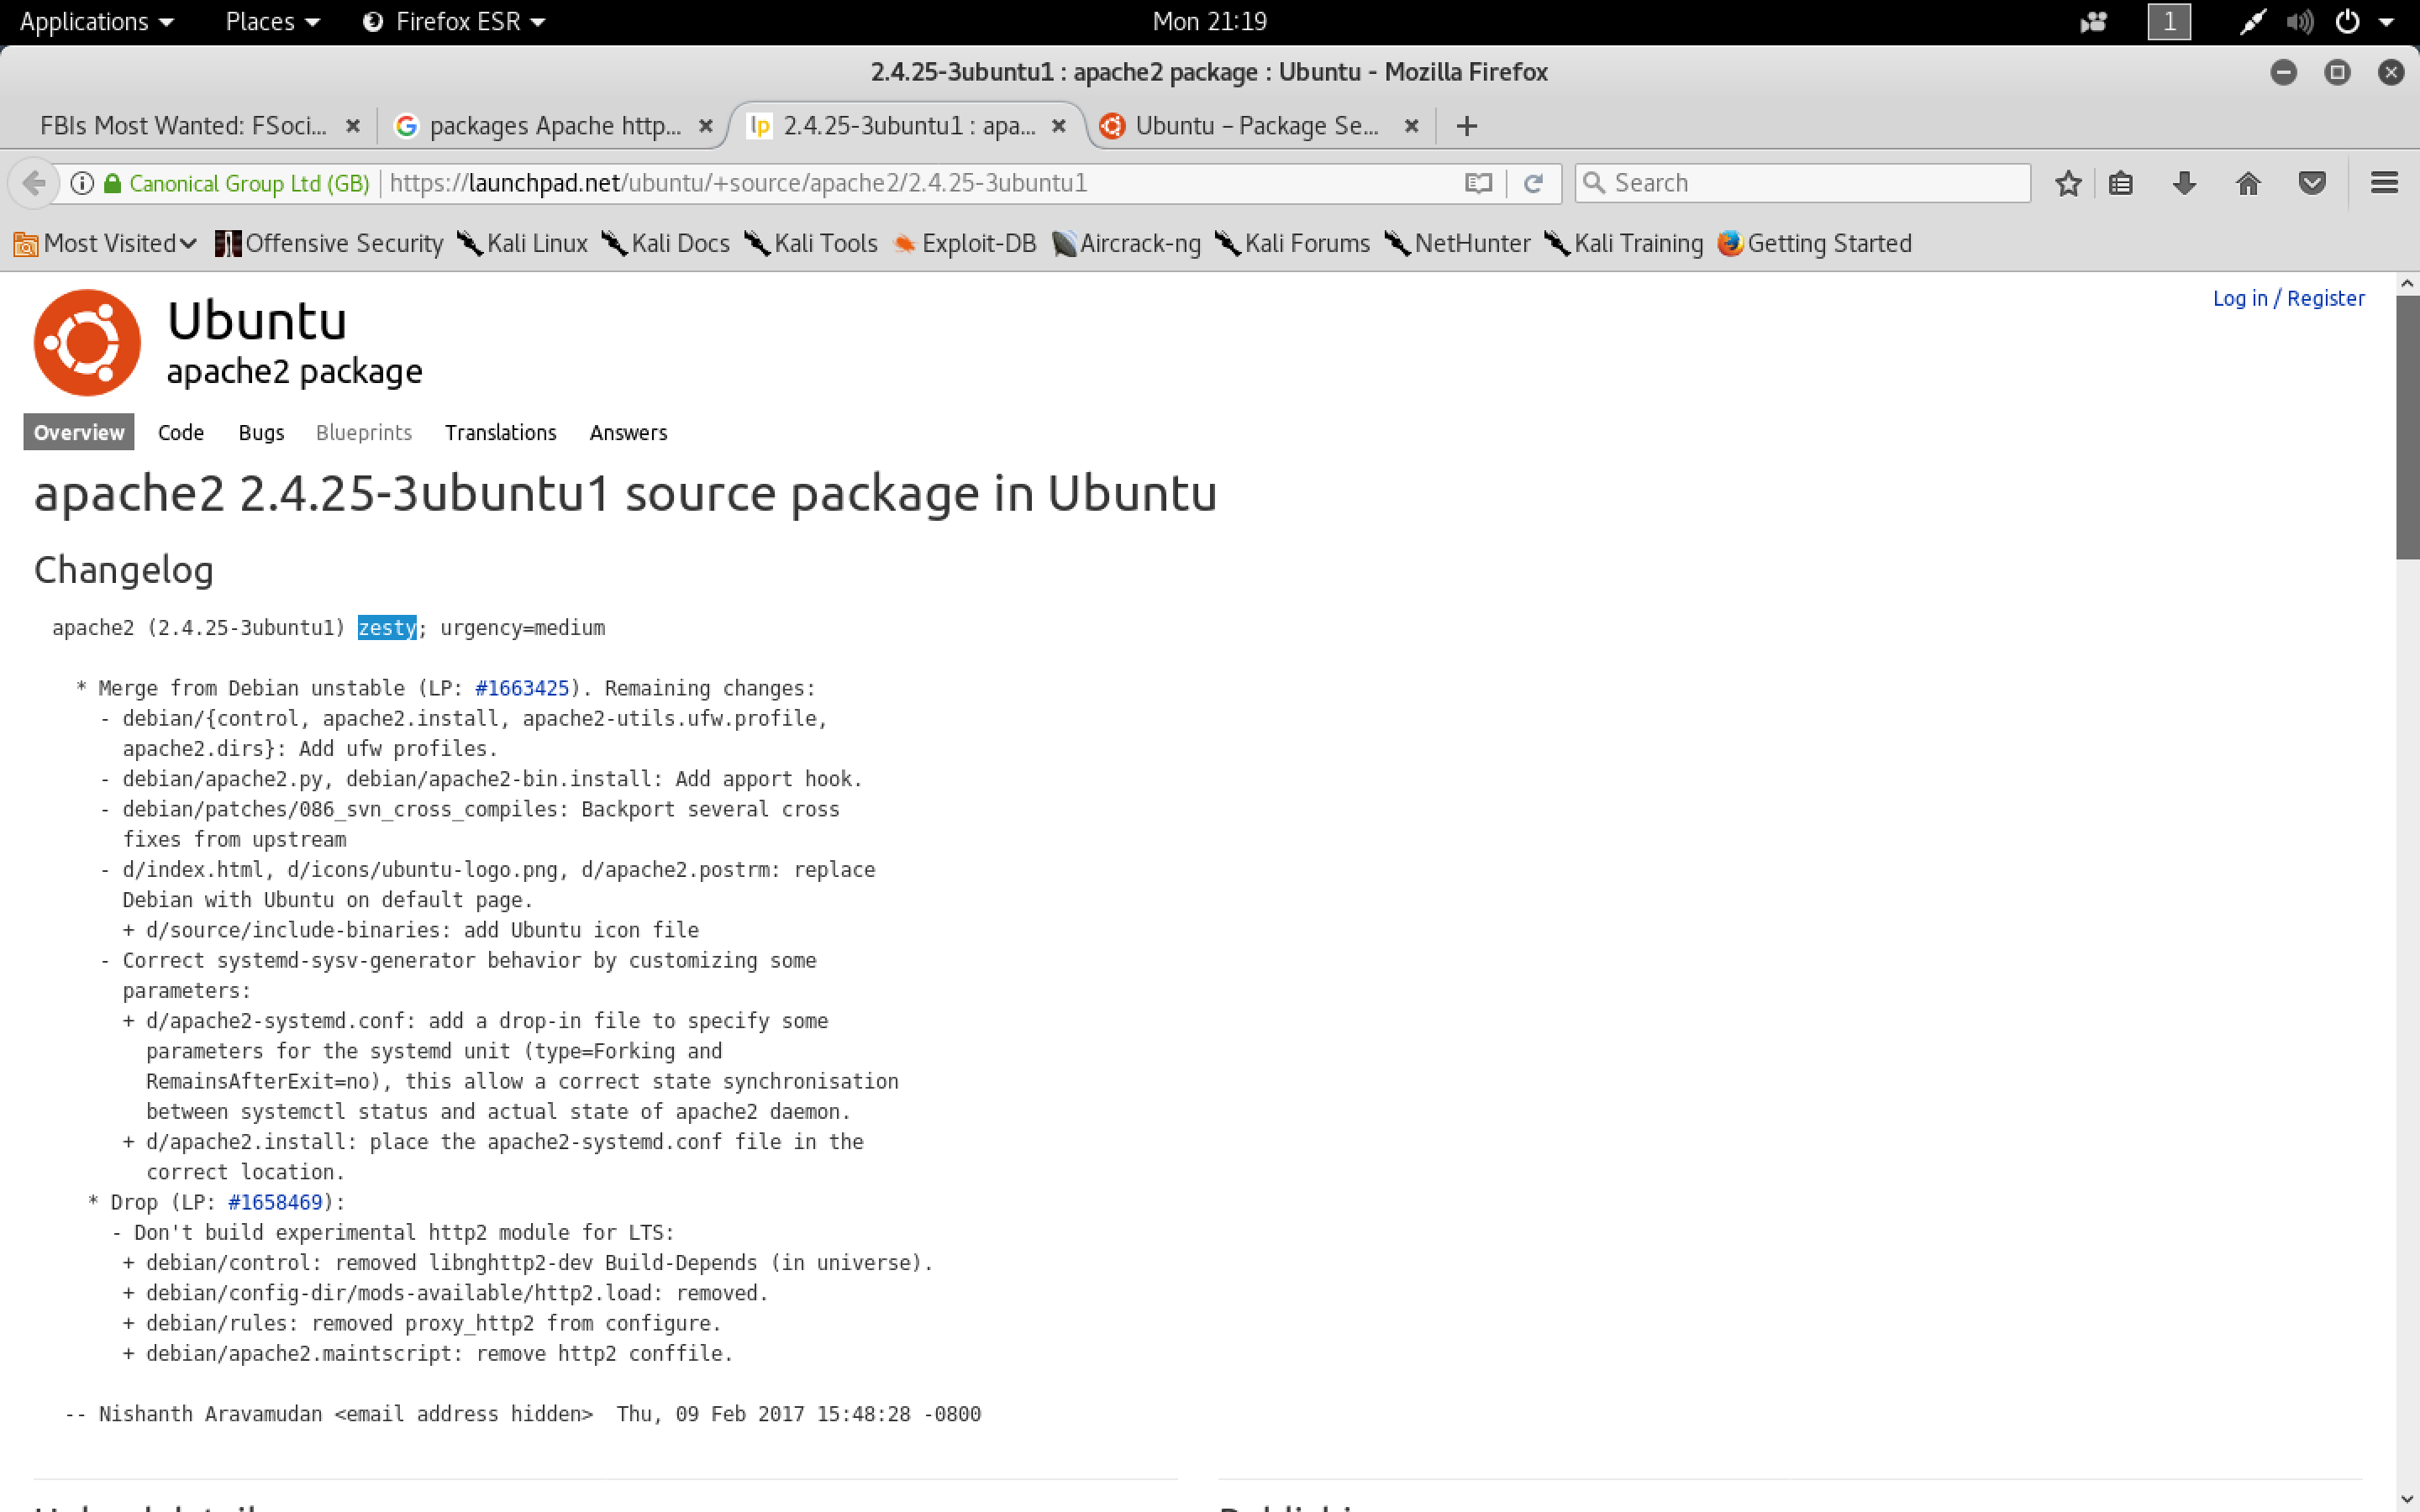 Applications Places Firefox ESR Mon 21:19 1
2.4.25-3ubuntu1 : apache2 package : Ubuntu - Mozilla Firefox
FBIs Most Wanted: FSoci... packages Apache http... lp 2.4.25-3ubuntu1 : apa... Ubuntu – Package Se...
Canonical Group Ltd (GB) https://launchpad.net/ubuntu/+source/apache2/2.4.25-3ubuntu1 Search
Most Visited Offensive Security Kali Linux Kali Docs Kali Tools Exploit-DB Aircrack-ng Kali Forums NetHunter Kali Training Getting Started
Log in / Register
Ubuntu
apache2 package
Overview Code Bugs Blueprints Translations Answers
apache2 2.4.25-3ubuntu1 source package in Ubuntu
Changelog
apache2 (2.4.25-3ubuntu1) zesty; urgency=medium
* Merge from Debian unstable (LP: #1663425). Remaining changes:
- debian/{control, apache2.install, apache2-utils.ufw.profile,
apache2.dirs}: Add ufw profiles.
- debian/apache2.py, debian/apache2-bin.install: Add apport hook.
- debian/patches/086_svn_cross_compiles: Backport several cross
fixes from upstream
- d/index.html, d/icons/ubuntu-logo.png, d/apache2.postrm: replace
Debian with Ubuntu on default page.
+ d/source/include-binaries: add Ubuntu icon file
- Correct systemd-sysv-generator behavior by customizing some
parameters:
+ d/apache2-systemd.conf: add a drop-in file to specify some
parameters for the systemd unit (type=Forking and
RemainsAfterExit=no), this allow a correct state synchronisation
between systemctl status and actual state of apache2 daemon.
+ d/apache2.install: place the apache2-systemd.conf file in the
correct location.
* Drop (LP: #1658469):
- Don't build experimental http2 module for LTS:
+ debian/control: removed libnghttp2-dev Build-Depends (in universe).
+ debian/config-dir/mods-available/http2.load: removed.
+ debian/rules: removed proxy_http2 from configure.
+ debian/apache2.maintscript: remove http2 conffile.
-- Nishanth Aravamudan <email address hidden>  Thu, 09 Feb 2017 15:48:28 -0800